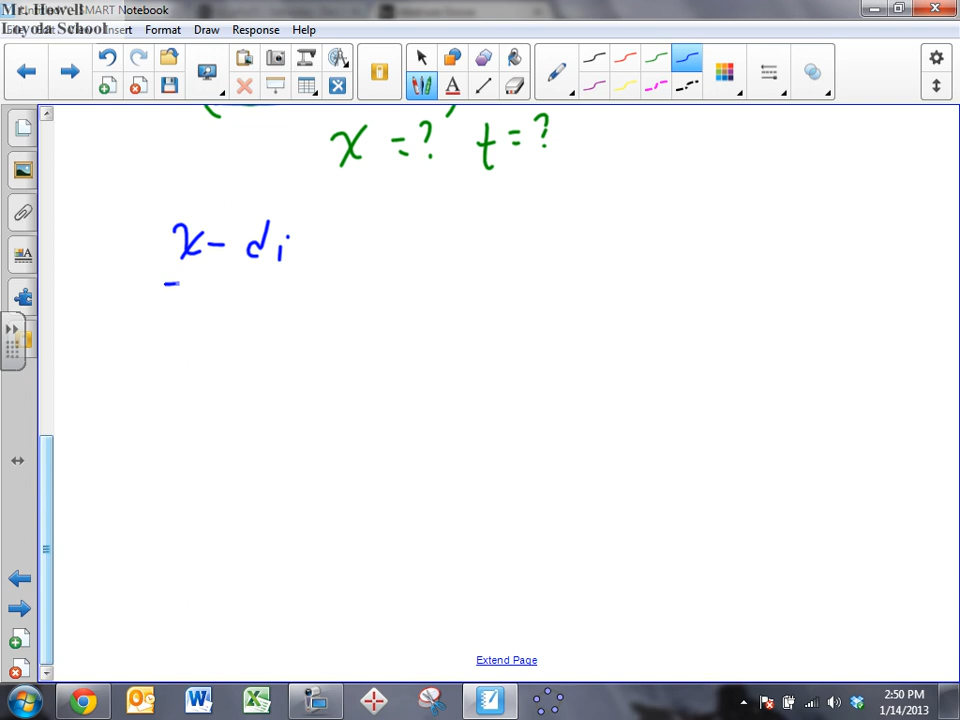 Mr. Howell
Loyola School
SMART Notebook
Insert Format Draw Response Help
x = ? t = ?
x - di
Extend Page
2:50 PM
1/14/2013